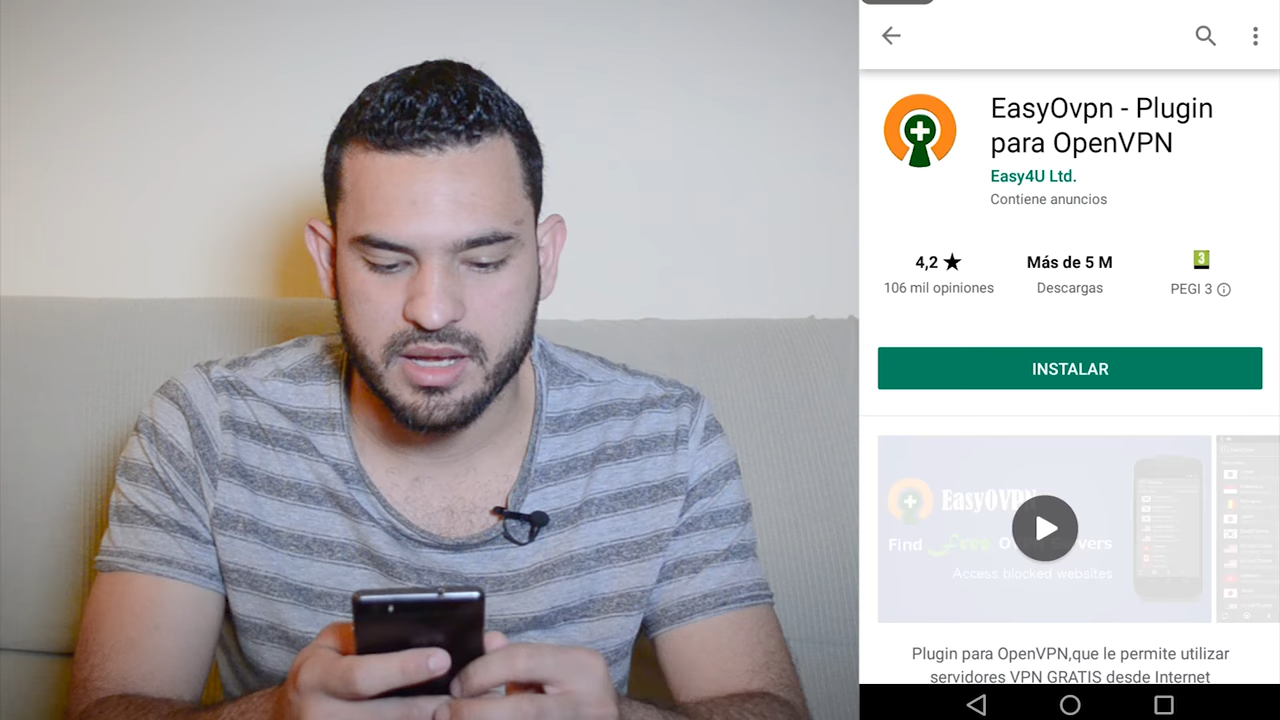 EasyOvpn - Plugin
para OpenVPN
Easy4U Ltd.
Contiene anuncios
4,2 ★
106 mil opiniones
Más de 5 M
Descargas
3
PEGI 3
INSTALAR
EasyOVPN
Find free Servers
Access blocked websites
Plugin para OpenVPN,que le permite utilizar
servidores VPN GRATIS desde Internet